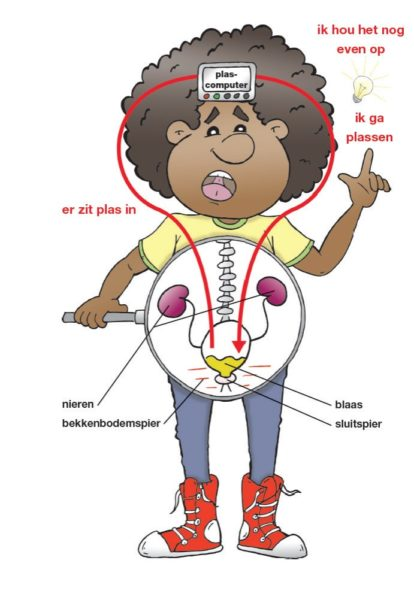 ik hou het nog
even op
plas-
computer
ik ga
plassen
er zit plas in
nieren
bekkenbodemspier
blaas
sluitspier